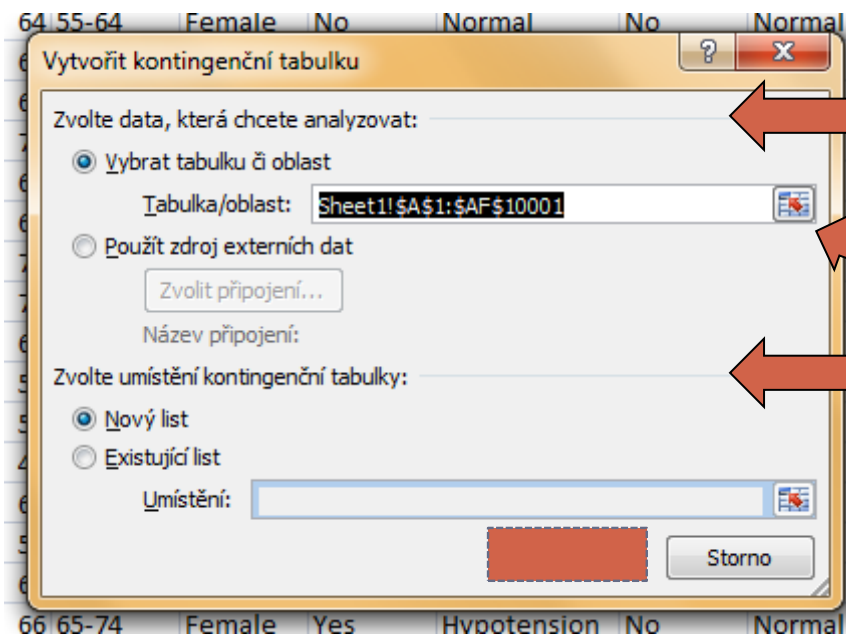 64 55-64 Female No Normal No Normal
Vytvořit kontingenční tabulku
Zvolte data, která chcete analyzovat:
Vybrat tabulku či oblast
Tabulka/oblast: Sheet1!$A$1:$AF$10001
Použít zdroj externích dat
Zvolit připojení...
Název připojení:
Zvolte umístění kontingenční tabulky:
Nový list
Existující list
Umístění:
Storno
66 65-74 Female Yes Hypotension No Normal